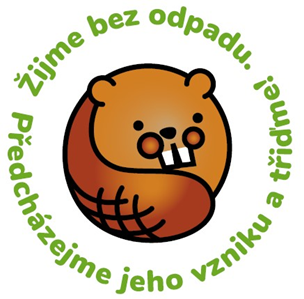 Žijme bez odpadu.
Předcházejme jeho vzniku a třiďme!